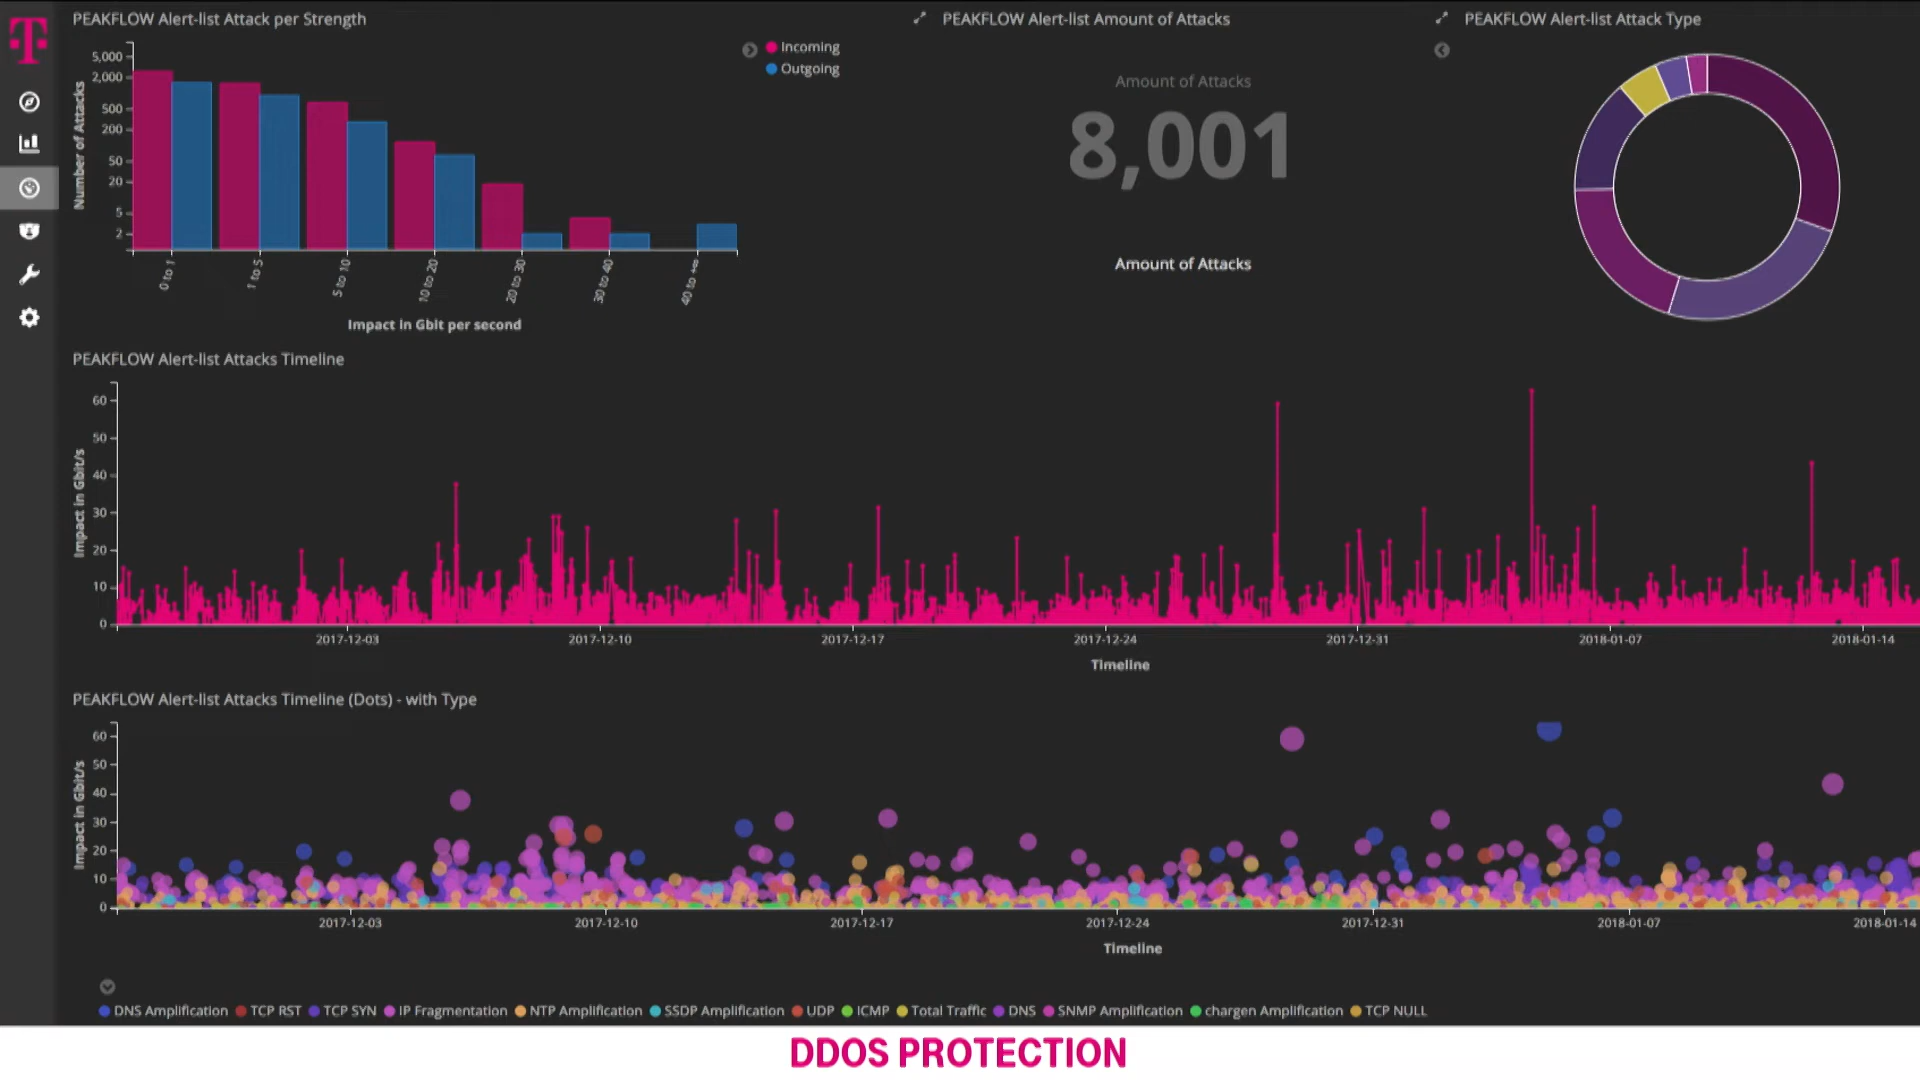 PEAKFLOW Alert-list Attack per Strength
Number of Attacks
5,000
2,000
500
200
50
20
5
2
0 to 1
1 to 5
5 to 10
10 to 20
20 to 30
30 to 40
40 to +∞
Impact in Gbit per second
Incoming
Outgoing
PEAKFLOW Alert-list Amount of Attacks
Amount of Attacks
8,001
Amount of Attacks
PEAKFLOW Alert-list Attack Type
PEAKFLOW Alert-list Attacks Timeline
Impact in Gbit/s
60
50
40
30
20
10
0
2017-12-03
2017-12-10
2017-12-17
2017-12-24
2017-12-31
2018-01-07
2018-01-14
Timeline
PEAKFLOW Alert-list Attacks Timeline (Dots) - with Type
Impact in Gbit/s
60
50
40
30
20
10
0
2017-12-03
2017-12-10
2017-12-17
2017-12-24
2017-12-31
2018-01-07
2018-01-14
Timeline
DNS Amplification TCP RST TCP SYN IP Fragmentation NTP Amplification SSDP Amplification UDP ICMP Total Traffic DNS SNMP Amplification chargen Amplification TCP NULL
DDOS PROTECTION